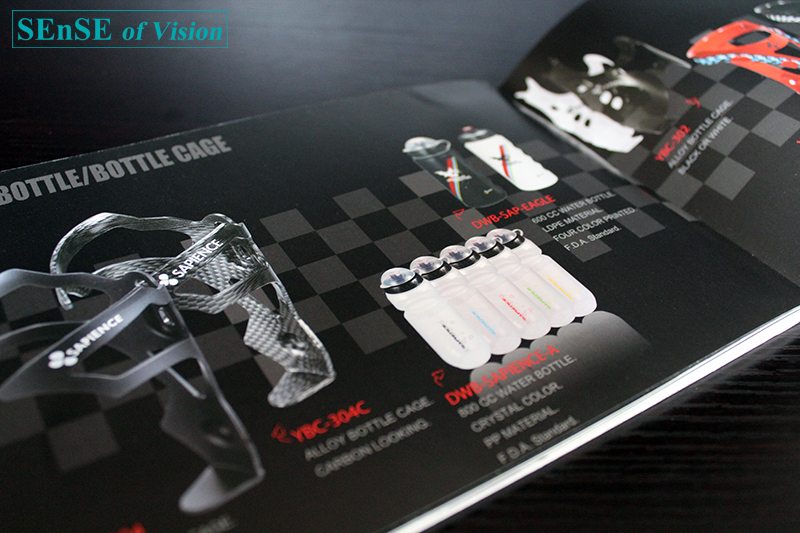 SEnSE of Vision
BOTTLE/BOTTLE CAGE
SAPIENCE
SAPIENCE
YBC-304C
ALLOY BOTTLE CAGE.
CARBON LOOKING.
DWB-SAP-EAGLE
600 CC WATER BOTTLE.
LDPE MATERIAL.
FOUR COLOR PRINTED.
F.D.A. Standard.
DWB-SAPIENCE-A
800 CC WATER BOTTLE.
CRYSTAL COLOR.
PP MATERIAL.
F.D.A. Standard.
YBC-302
ALLOY BOTTLE CAGE.
BLACK OR WHITE.